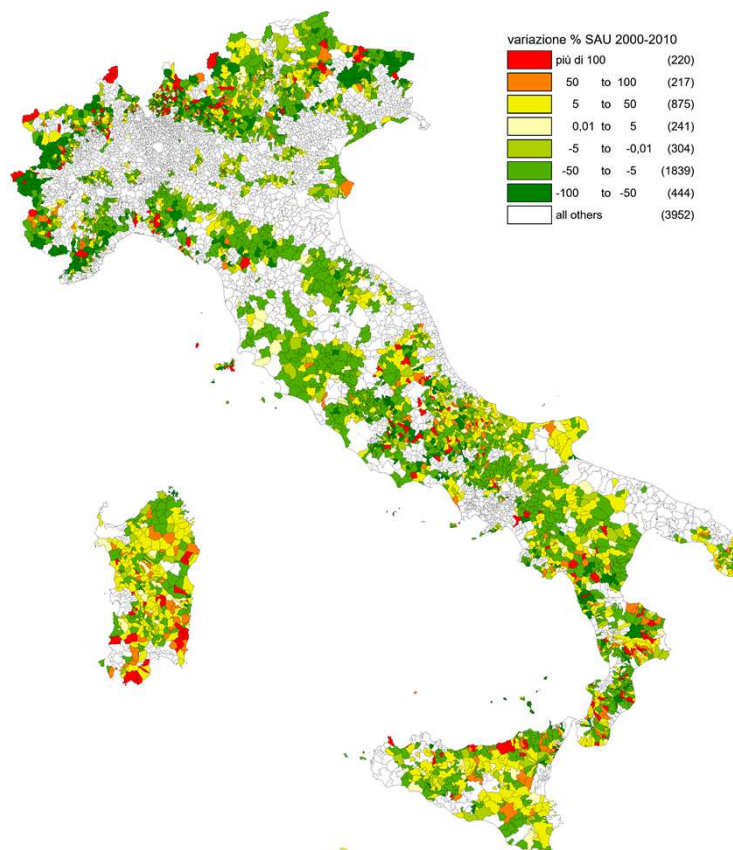 variazione % SAU 2000-2010
più di 100 (220)
50 to 100 (217)
5 to 50 (875)
0,01 to 5 (241)
-5 to -0,01 (304)
-50 to -5 (1839)
-100 to -50 (444)
all others (3952)